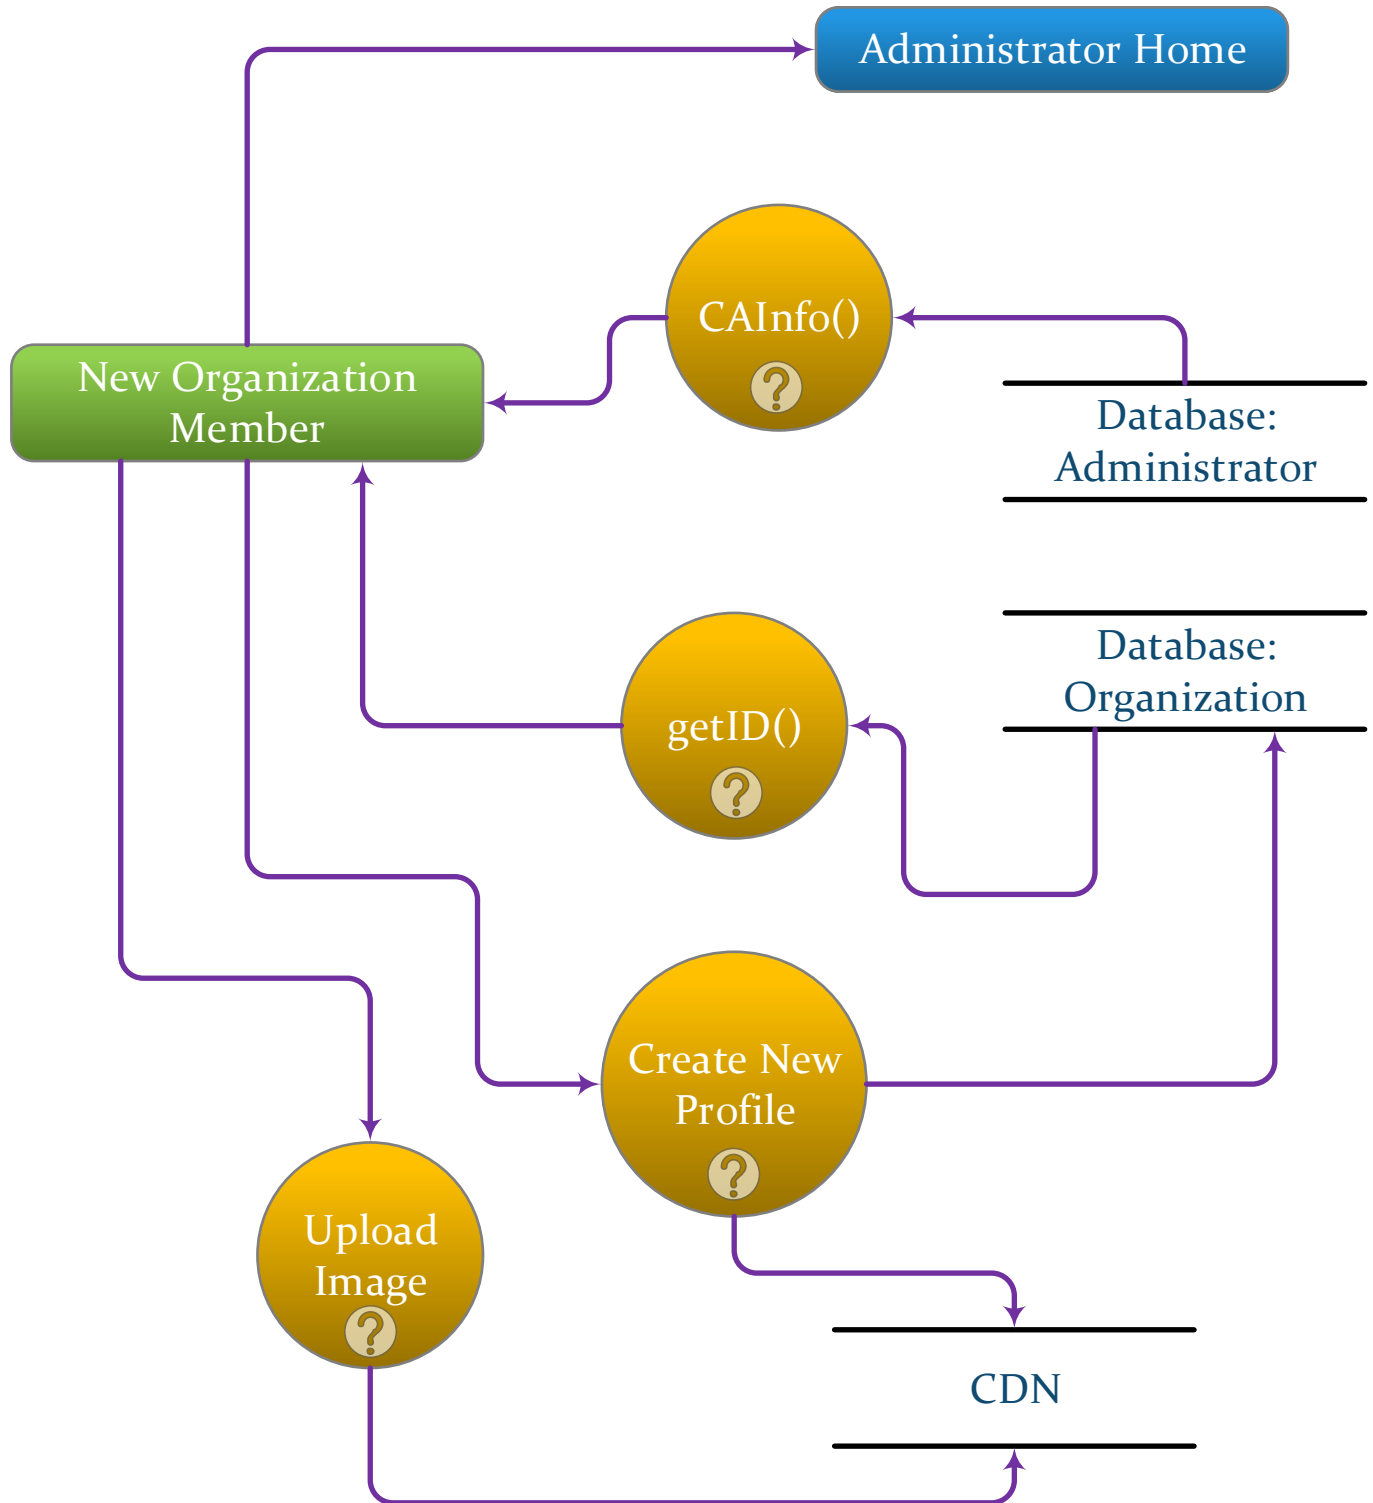 Administrator Home
CAInfo()
?
New Organization
Member
Database:
Administrator
Database:
Organization
getID()
?
Create New
Profile
?
Upload
Image
?
CDN